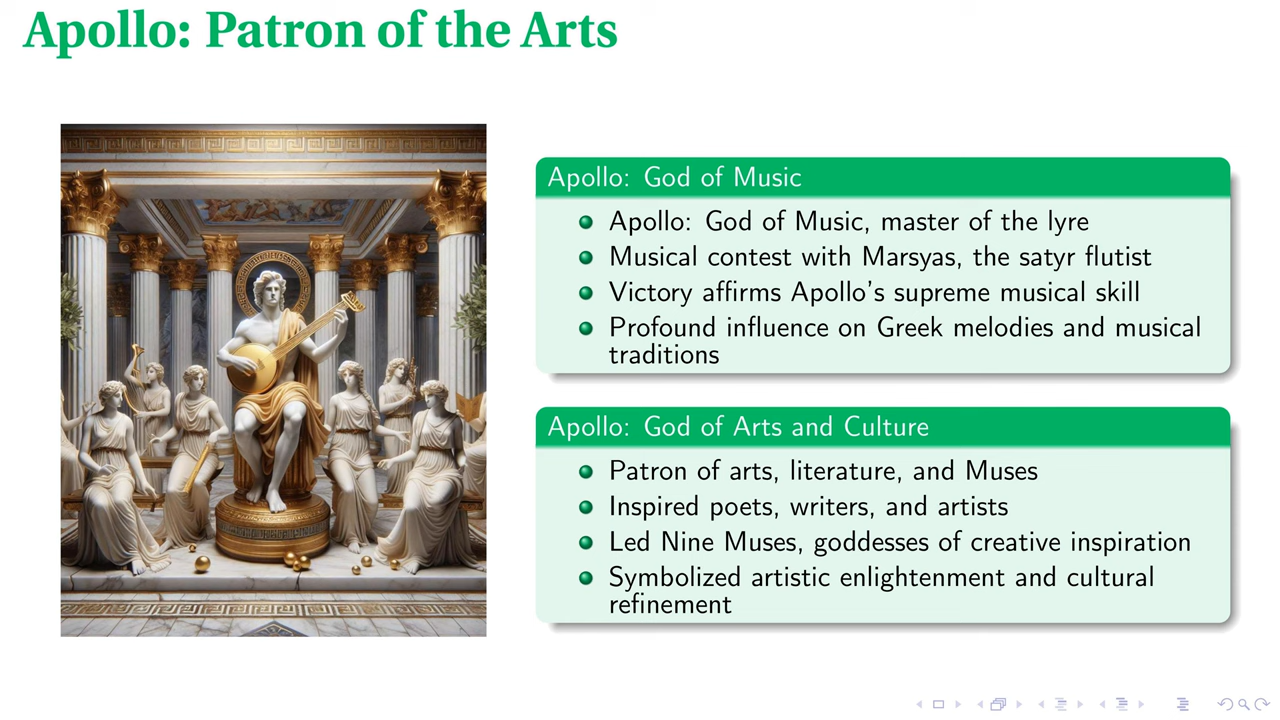 Apollo: Patron of the Arts
Apollo: God of Music
Apollo: God of Music, master of the lyre
Musical contest with Marsyas, the satyr flutist
Victory affirms Apollo's supreme musical skill
Profound influence on Greek melodies and musical
traditions
Apollo: God of Arts and Culture
Patron of arts, literature, and Muses
Inspired poets, writers, and artists
Led Nine Muses, goddesses of creative inspiration
Symbolized artistic enlightenment and cultural
refinement